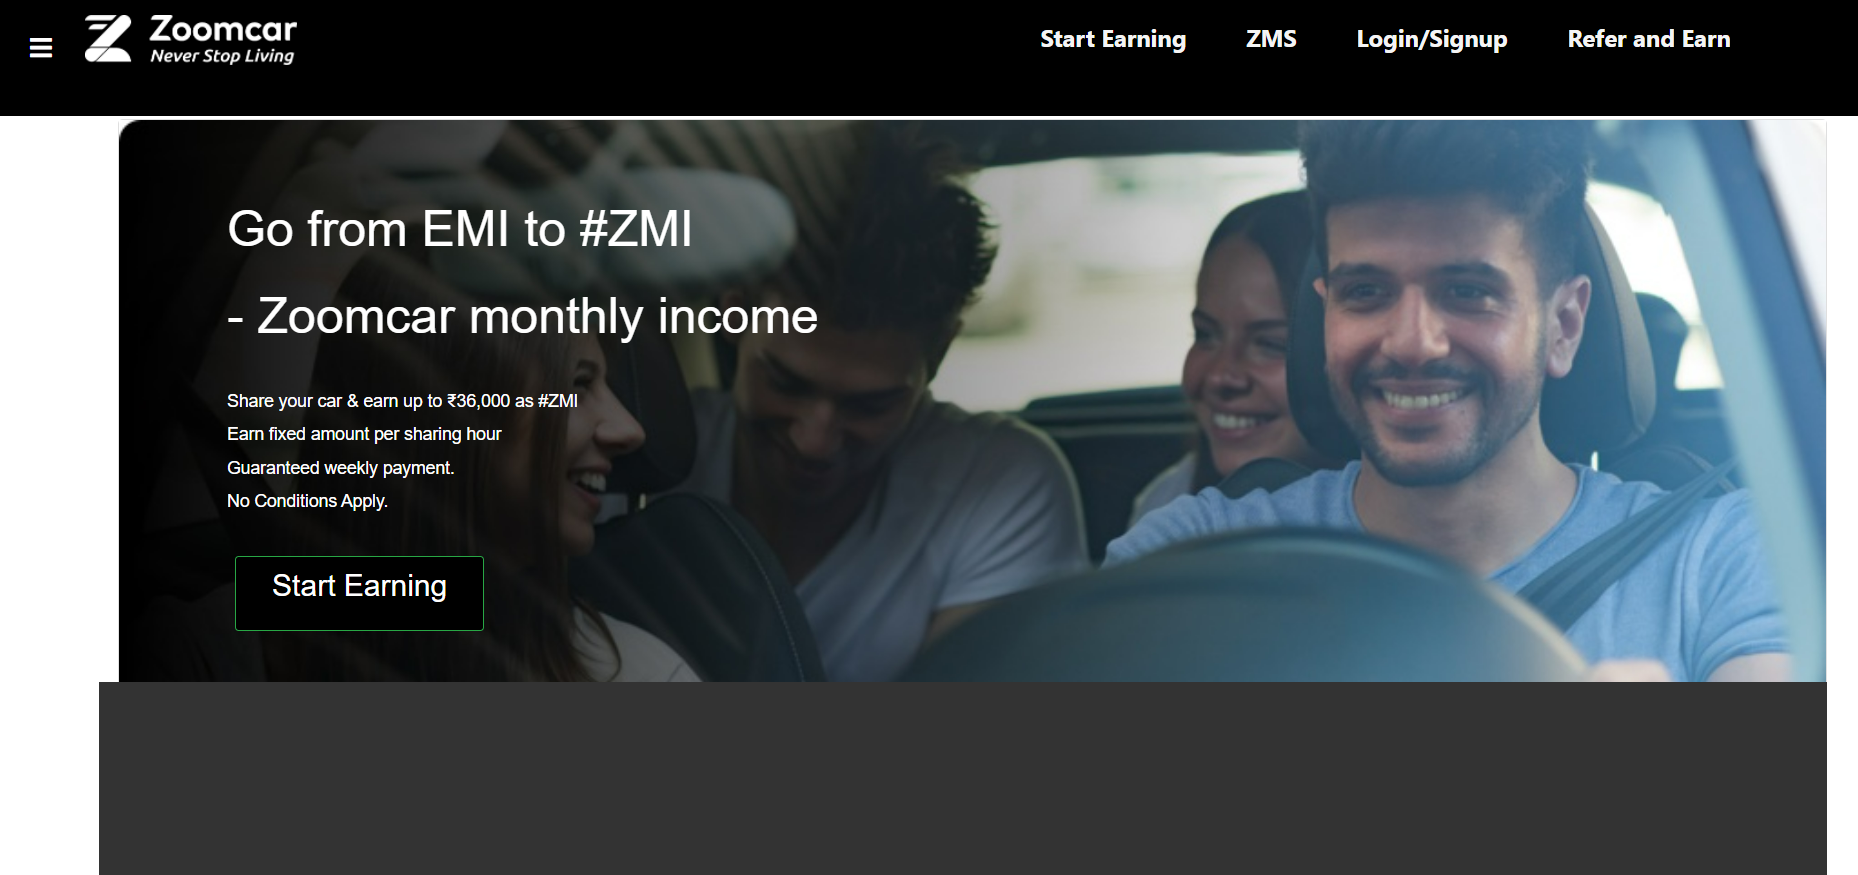 Zoomcar
Never Stop Living
Start Earning
ZMS
Login/Signup
Refer and Earn
Go from EMI to #ZMI
- Zoomcar monthly income
Share your car & earn up to ₹36,000 as #ZMI
Earn fixed amount per sharing hour
Guaranteed weekly payment.
No Conditions Apply.
Start Earning